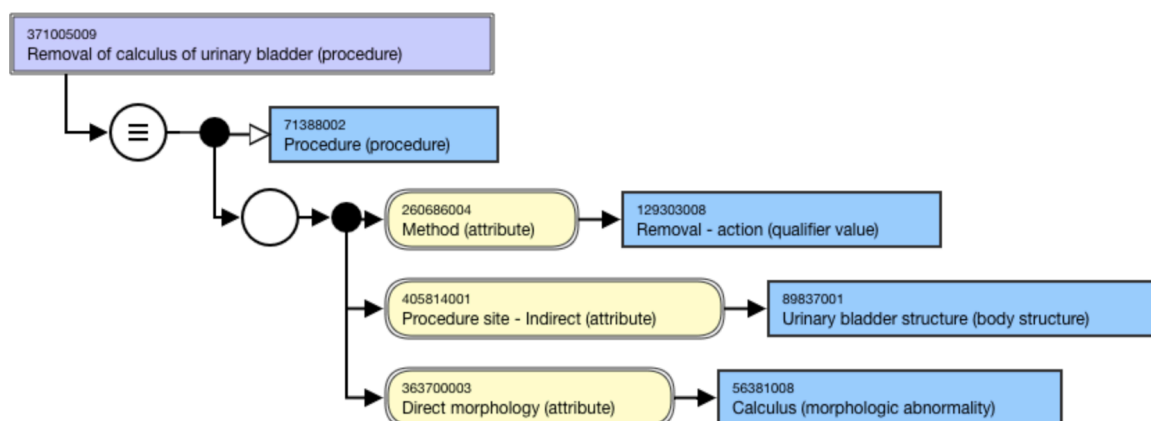 371005009
Removal of calculus of urinary bladder (procedure)
71388002
Procedure (procedure)
260686004
Method (attribute)
129303008
Removal - action (qualifier value)
405814001
Procedure site - Indirect (attribute)
89837001
Urinary bladder structure (body structure)
363700003
Direct morphology (attribute)
56381008
Calculus (morphologic abnormality)